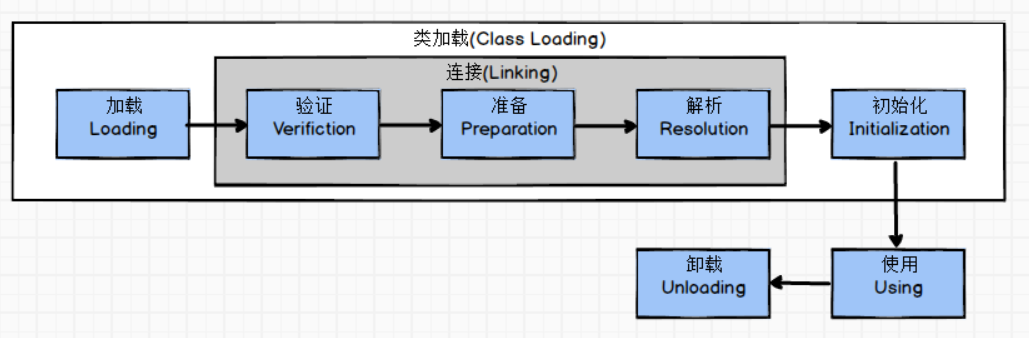 类加载(Class Loading)
连接(Linking)
加载
Loading
验证
Verifiction
准备
Preparation
解析
Resolution
初始化
Initialization
卸载
Unloading
使用
Using